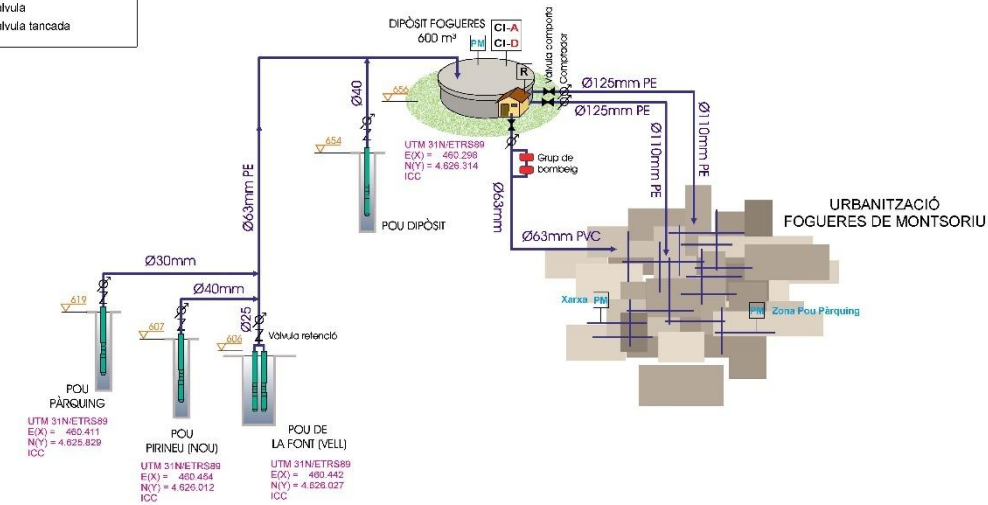 vàlvula tancada
DIPÒSIT FOGUERES
600 m³
PM
CI-A
CI-D
R
Vàlvula comporta
Comptador
Ø125mm PE
Ø125mm PE
Ø110mm PE
Ø110mm PE
656
Ø40
654
UTM 31N/ETRS89
E(X) = 460.298
N(Y) = 4.626.314
ICC
Grup de
bombeig
Ø63mm PE
POU DIPÒSIT
Ø63mm
Ø63mm PVC
URBANITZACIÓ
FOGUERES DE MONTSORIU
Ø30mm
Ø40mm
Xarxa PM
PM Zona Pou Pàrquing
619
607
606
Ø25
Vàlvula retenció
POU
PÀRQUING
UTM 31N/ETRS89
E(X) = 460.411
N(Y) = 4.625.829
ICC
POU
PIRINEU (NOU)
UTM 31N/ETRS89
E(X) = 460.454
N(Y) = 4.626.012
ICC
POU DE
LA FONT (VELL)
UTM 31N/ETRS89
E(X) = 460.442
N(Y) = 4.626.027
ICC